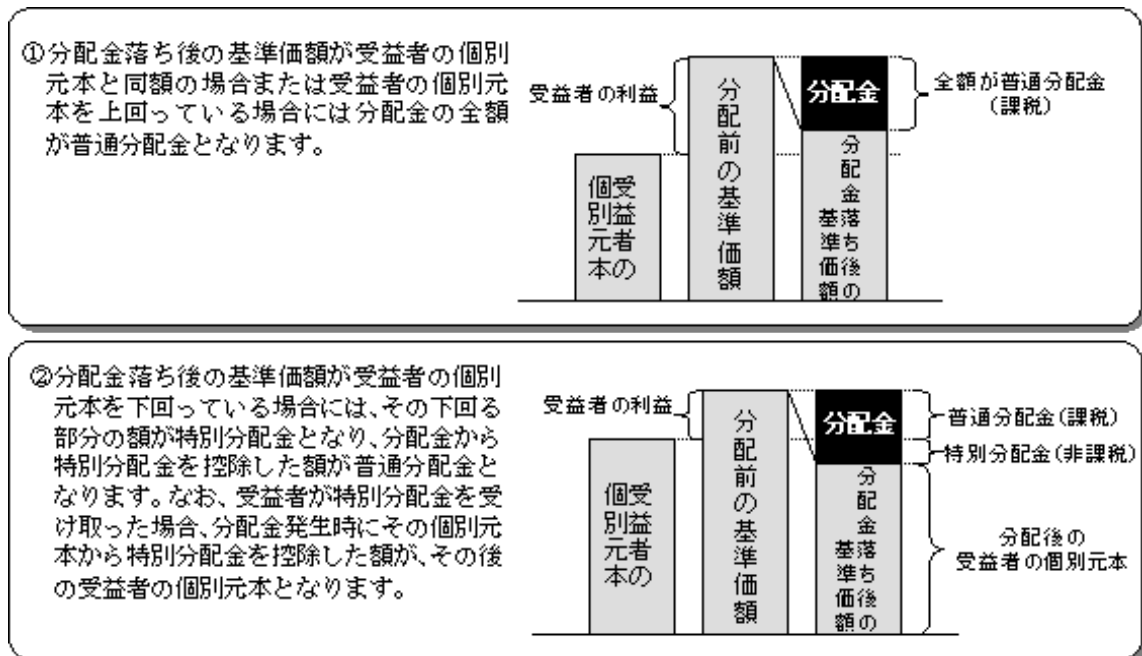 ①分配金落ち後の基準価額が受益者の個別
元本と同額の場合または受益者の個別元
本を上回っている場合には分配金の全額
が普通分配金となります。
受益者の利益
受益者の
個別元本
分配前の基準価額
分配金
分配金落ち後の
基準価額
全額が普通分配金
(課税)
②分配金落ち後の基準価額が受益者の個別
元本を下回っている場合には、その下回る
部分の額が特別分配金となり、分配金から
特別分配金を控除した額が普通分配金と
なります。なお、受益者が特別分配金を受
け取った場合、分配金発生時にその個別元
本から特別分配金を控除した額が、その後
の受益者の個別元本となります。
受益者の利益
受益者の
個別元本
分配前の基準価額
分配金
分配金落ち後の
基準価額
普通分配金(課税)
特別分配金(非課税)
分配後の
受益者の個別元本